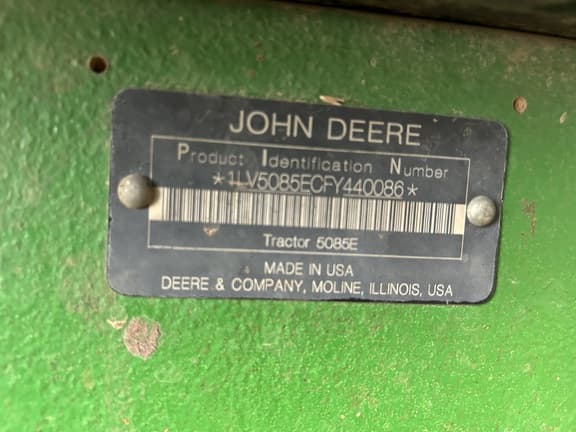 JOHN DEERE
Product Identification Number
*1LV5085ECFY440086*
Tractor 5085E
MADE IN USA
DEERE & COMPANY, MOLINE, ILLINOIS, USA